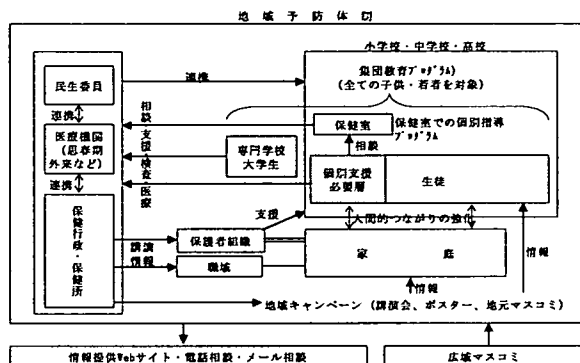 地域予防体制
小学校・中学校・高校
集団教育プログラム)
(全ての子供・若者を対象)
民生委員
連携
連携
医療機関
(思春期
外来など)
連携
保健行政・保健所
相談
支援・検査・医療
専門学校
大学生
保健室
保健室での個別指導
プログラム
相談
個別支援
必要層
生徒
支援
人間的つながりの強化
講演
情報
保護者組織
職域
家庭
情報
情報
地域キャンペーン(講演会、ポスター、地元マスコミ)
情報提供Webサイト・電話相談・メール相談
広域マスコミ